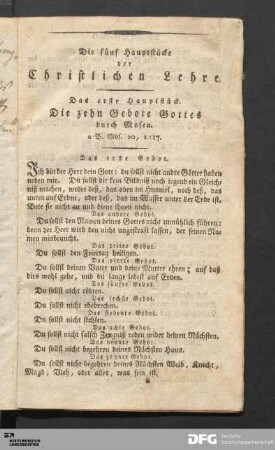 Die fünf Hauptstücke
der
Christlichen Lehre.
Das erste Hauptstück.
Die zehn Gebote Gottes
durch Mosen.
2 B. Mos. 20, 1:17.
Das erste Gebot.
Ich bin der Herr dein Gott: du sollst nicht andre Götter haben
neben mir. Du sollst dir kein Bildniß noch irgend ein Gleich-
niß machen, weder deß, das oben im Himmel, noch deß, das
unten auf Erden, oder deß, das im Wasser unter der Erde ist.
Bete sie nicht an und diene ihnen nicht.
Das andere Gebot.
Du sollst den Namen deines Gottes nicht unnützlich führen:
denn der Herr wird den nicht ungestraft lassen, der seinen Na-
men misbraucht.
Das dritte Gebot.
Du sollst den Feiertag heiligen.
Das vierte Gebot.
Du sollst deinen Vater und deine Mutter ehren; auf daß
dirs wohl gehe, und du lange lebest auf Erden.
Das fünfte Gebot.
Du sollst nicht tödten.
Das sechste Gebot.
Du sollst nicht ehebrechen.
Das siebente Gebot.
Du sollst nicht stehlen.
Das achte Gebot.
Du sollst nicht falsch Zeugniß reden wider deinen Nächsten.
Das neunte Gebot.
Du sollst nicht begehren deines Nächsten Haus.
Das zehnte Gebot.
Du sollst nicht begehren deines Nächsten Weib, Knecht,
Magd, Vieh, oder alles, was sein ist.
DFG Deutsche
Forschungsgemeinschaft